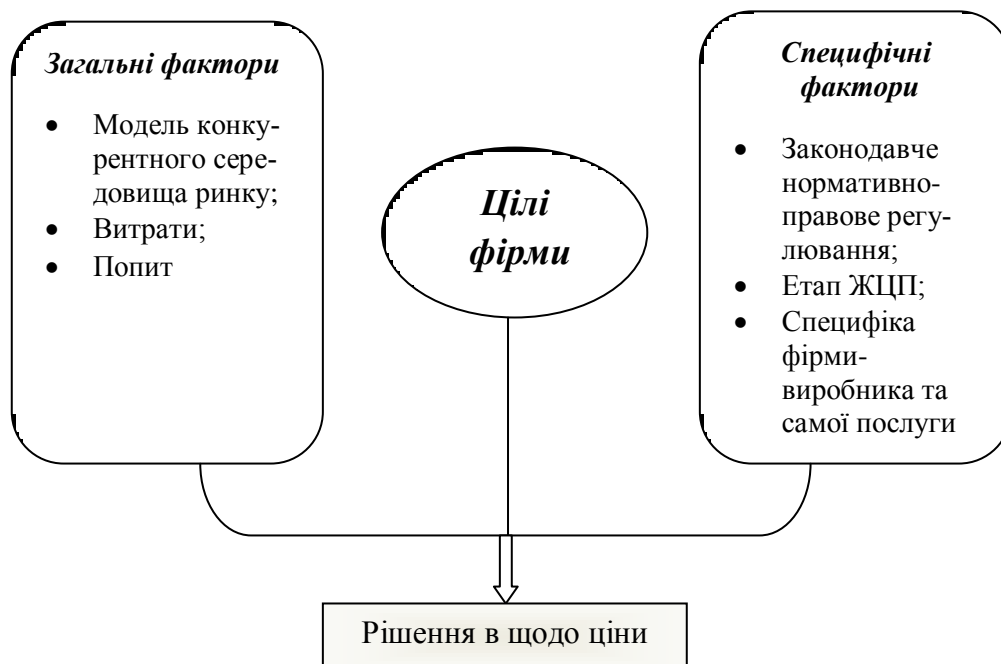 Загальні фактори
• Модель конку-
рентного сере-
довища ринку;
• Витрати;
• Попит
Цілі
фірми
Специфічні
фактори
• Законодавче
нормативно-
правове регу-
лювання;
• Етап ЖЦП;
• Специфіка
фірми-
виробника та
самої послуги
Рішення в щодо ціни